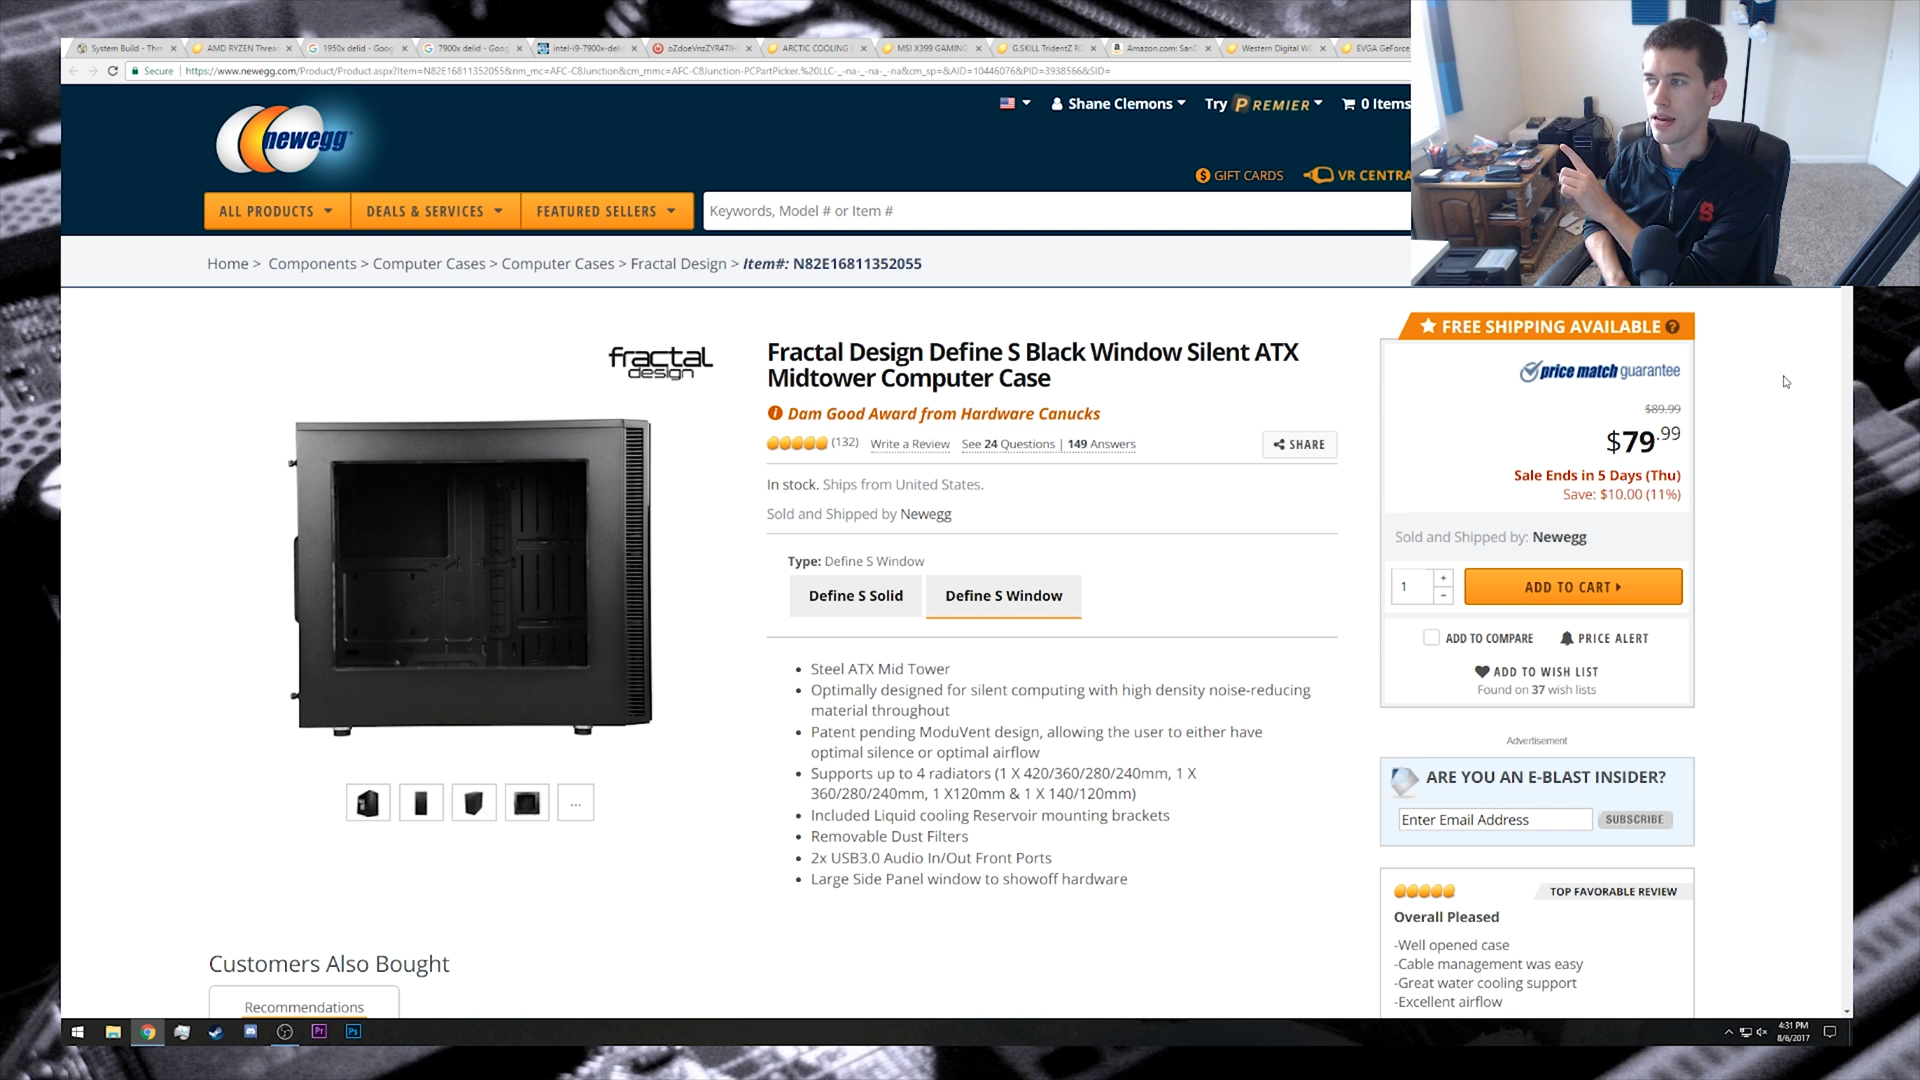 System Build - Thre
AMD RYZEN Threa
1950x delid - Goog
7900x delid - Goog
intel-i9-7900x-deli
oZdoeVnzZYR47IH
ARCTIC COOLING
MSI X399 GAMING
G.SKILL TridentZ R
Amazon.com: San
Western Digital W
EVGA GeForce
Secure
https://www.newegg.com/Product/Product.aspx?Item=N82E16811352055&nm_mc=AFC-C8Junction&cm_mmc=AFC-C8Junction-PCPartPicker,%20LLC-_-na-_-na-_-na&cm_sp=&AID=10446076&PID=3938566&SID=
newegg
Shane Clemons
Try PREMIER
0 Items
GIFT CARDS
VR CENTRA
ALL PRODUCTS
DEALS & SERVICES
FEATURED SELLERS
Keywords, Model # or Item #
Home > Components > Computer Cases > Computer Cases > Fractal Design > Item#: N82E16811352055
fractal
design
Fractal Design Define S Black Window Silent ATX
Midtower Computer Case
Dam Good Award from Hardware Canucks
(132) Write a Review See 24 Questions | 149 Answers
SHARE
In stock. Ships from United States.
Sold and Shipped by Newegg
Type: Define S Window
Define S Solid
Define S Window
• Steel ATX Mid Tower
• Optimally designed for silent computing with high density noise-reducing
material throughout
• Patent pending ModuVent design, allowing the user to either have
optimal silence or optimal airflow
• Supports up to 4 radiators (1 X 420/360/280/240mm, 1 X
360/280/240mm, 1 X120mm & 1 X 140/120mm)
• Included Liquid cooling Reservoir mounting brackets
• Removable Dust Filters
• 2x USB3.0 Audio In/Out Front Ports
• Large Side Panel window to showoff hardware
...
FREE SHIPPING AVAILABLE ?
price match guarantee
$89.99
$79.99
Sale Ends in 5 Days (Thu)
Save: $10.00 (11%)
Sold and Shipped by: Newegg
1
+
-
ADD TO CART
ADD TO COMPARE
PRICE ALERT
ADD TO WISH LIST
Found on 37 wish lists
Advertisement
ARE YOU AN E-BLAST INSIDER?
Enter Email Address
SUBSCRIBE
TOP FAVORABLE REVIEW
Overall Pleased
-Well opened case
-Cable management was easy
-Great water cooling support
-Excellent airflow
Customers Also Bought
Recommendations
Pr
Ps
4:31 PM
8/6/2017
S